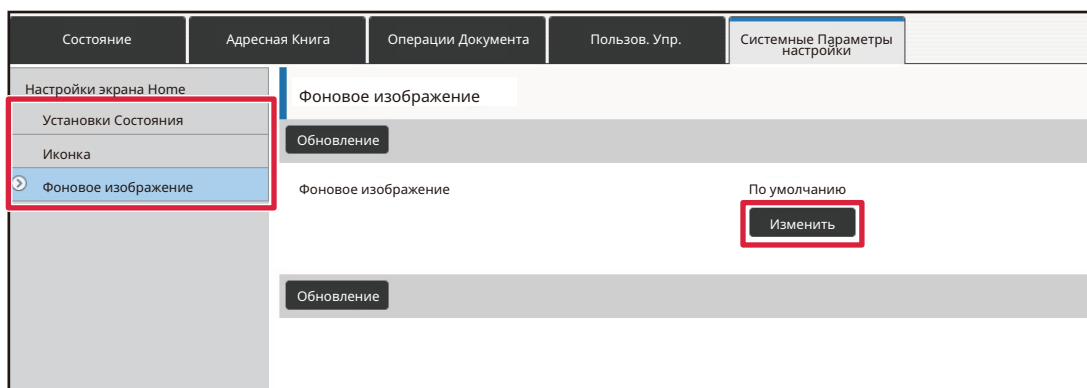 Состояние
Адресная Книга
Операции Документа
Пользов. Упр.
Системные Параметры
настройки
Настройки экрана Home
Установки Состояния
Иконка
Фоновое изображение
Фоновое изображение
Обновление
Фоновое изображение
По умолчанию
Изменить
Обновление